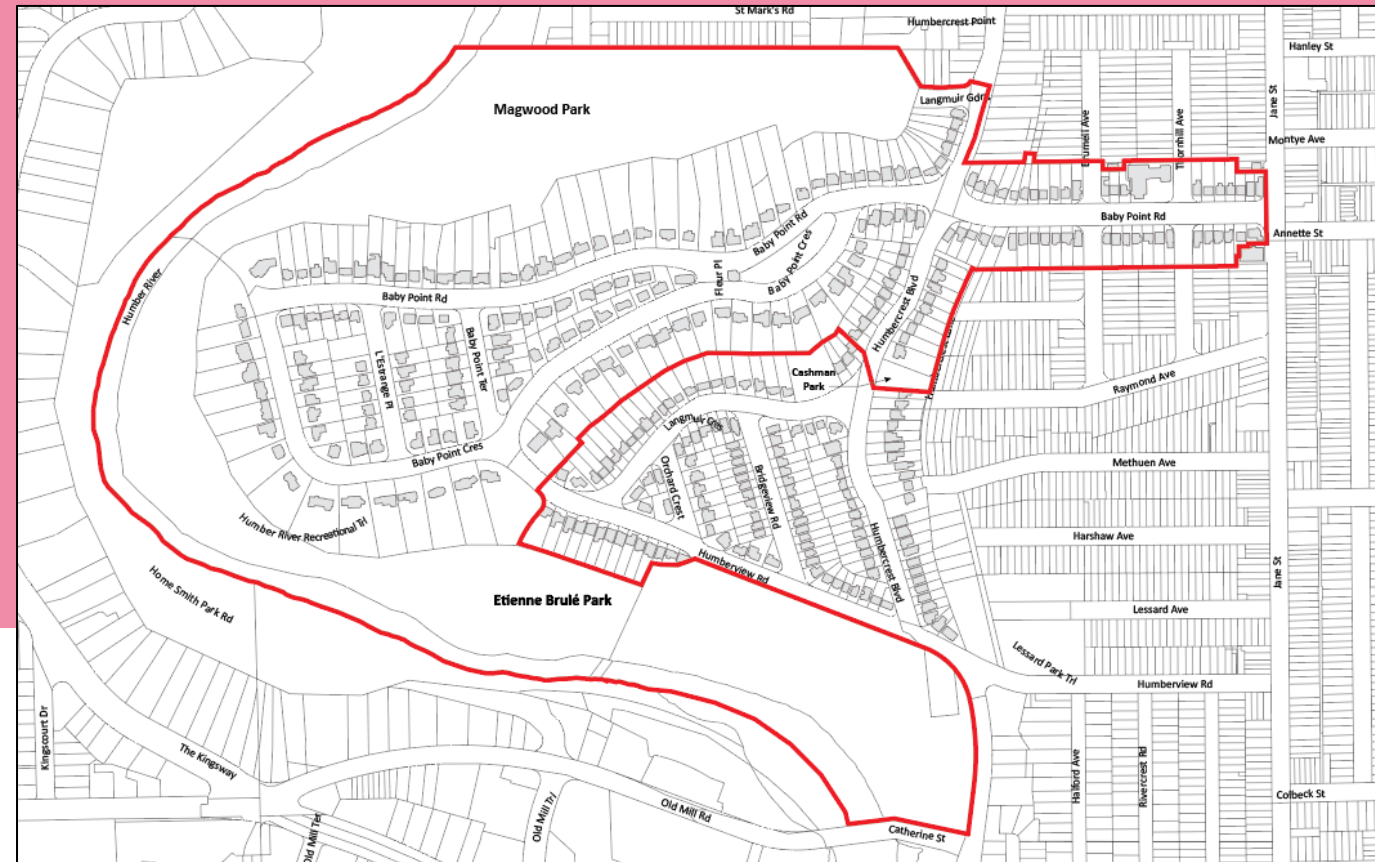 St Mark's Rd
Humbercrest Point
Hanley St
Magwood Park
Langmuir Gdns
Jane St
Brumell Ave
Thornhill Ave
Montye Ave
Baby Point Rd
Annette St
Baby Point Rd
Fleur Pl
Baby Point Cres
Humber River
Baby Point Rd
Humbercrest Blvd
L'Estrange Pl
Baby Point Ter
Cashman
Park
Raymond Ave
Langmuir Cres
Baby Point Cres
Orchard Crest
Bridgeview Rd
Methuen Ave
Humber River Recreational Trl
Harshaw Ave
Humbercrest Blvd
Humberview Rd
Jane St
Home Smith Park Rd
Etienne Brulé Park
Lessard Ave
Lessard Park Trl
Humberview Rd
Kingscourt Dr
The Kingsway
Halford Ave
Rivercrest Rd
Colbeck St
Old Mill Rd
Old Mill Trl
Old Mill Ter
Catherine St